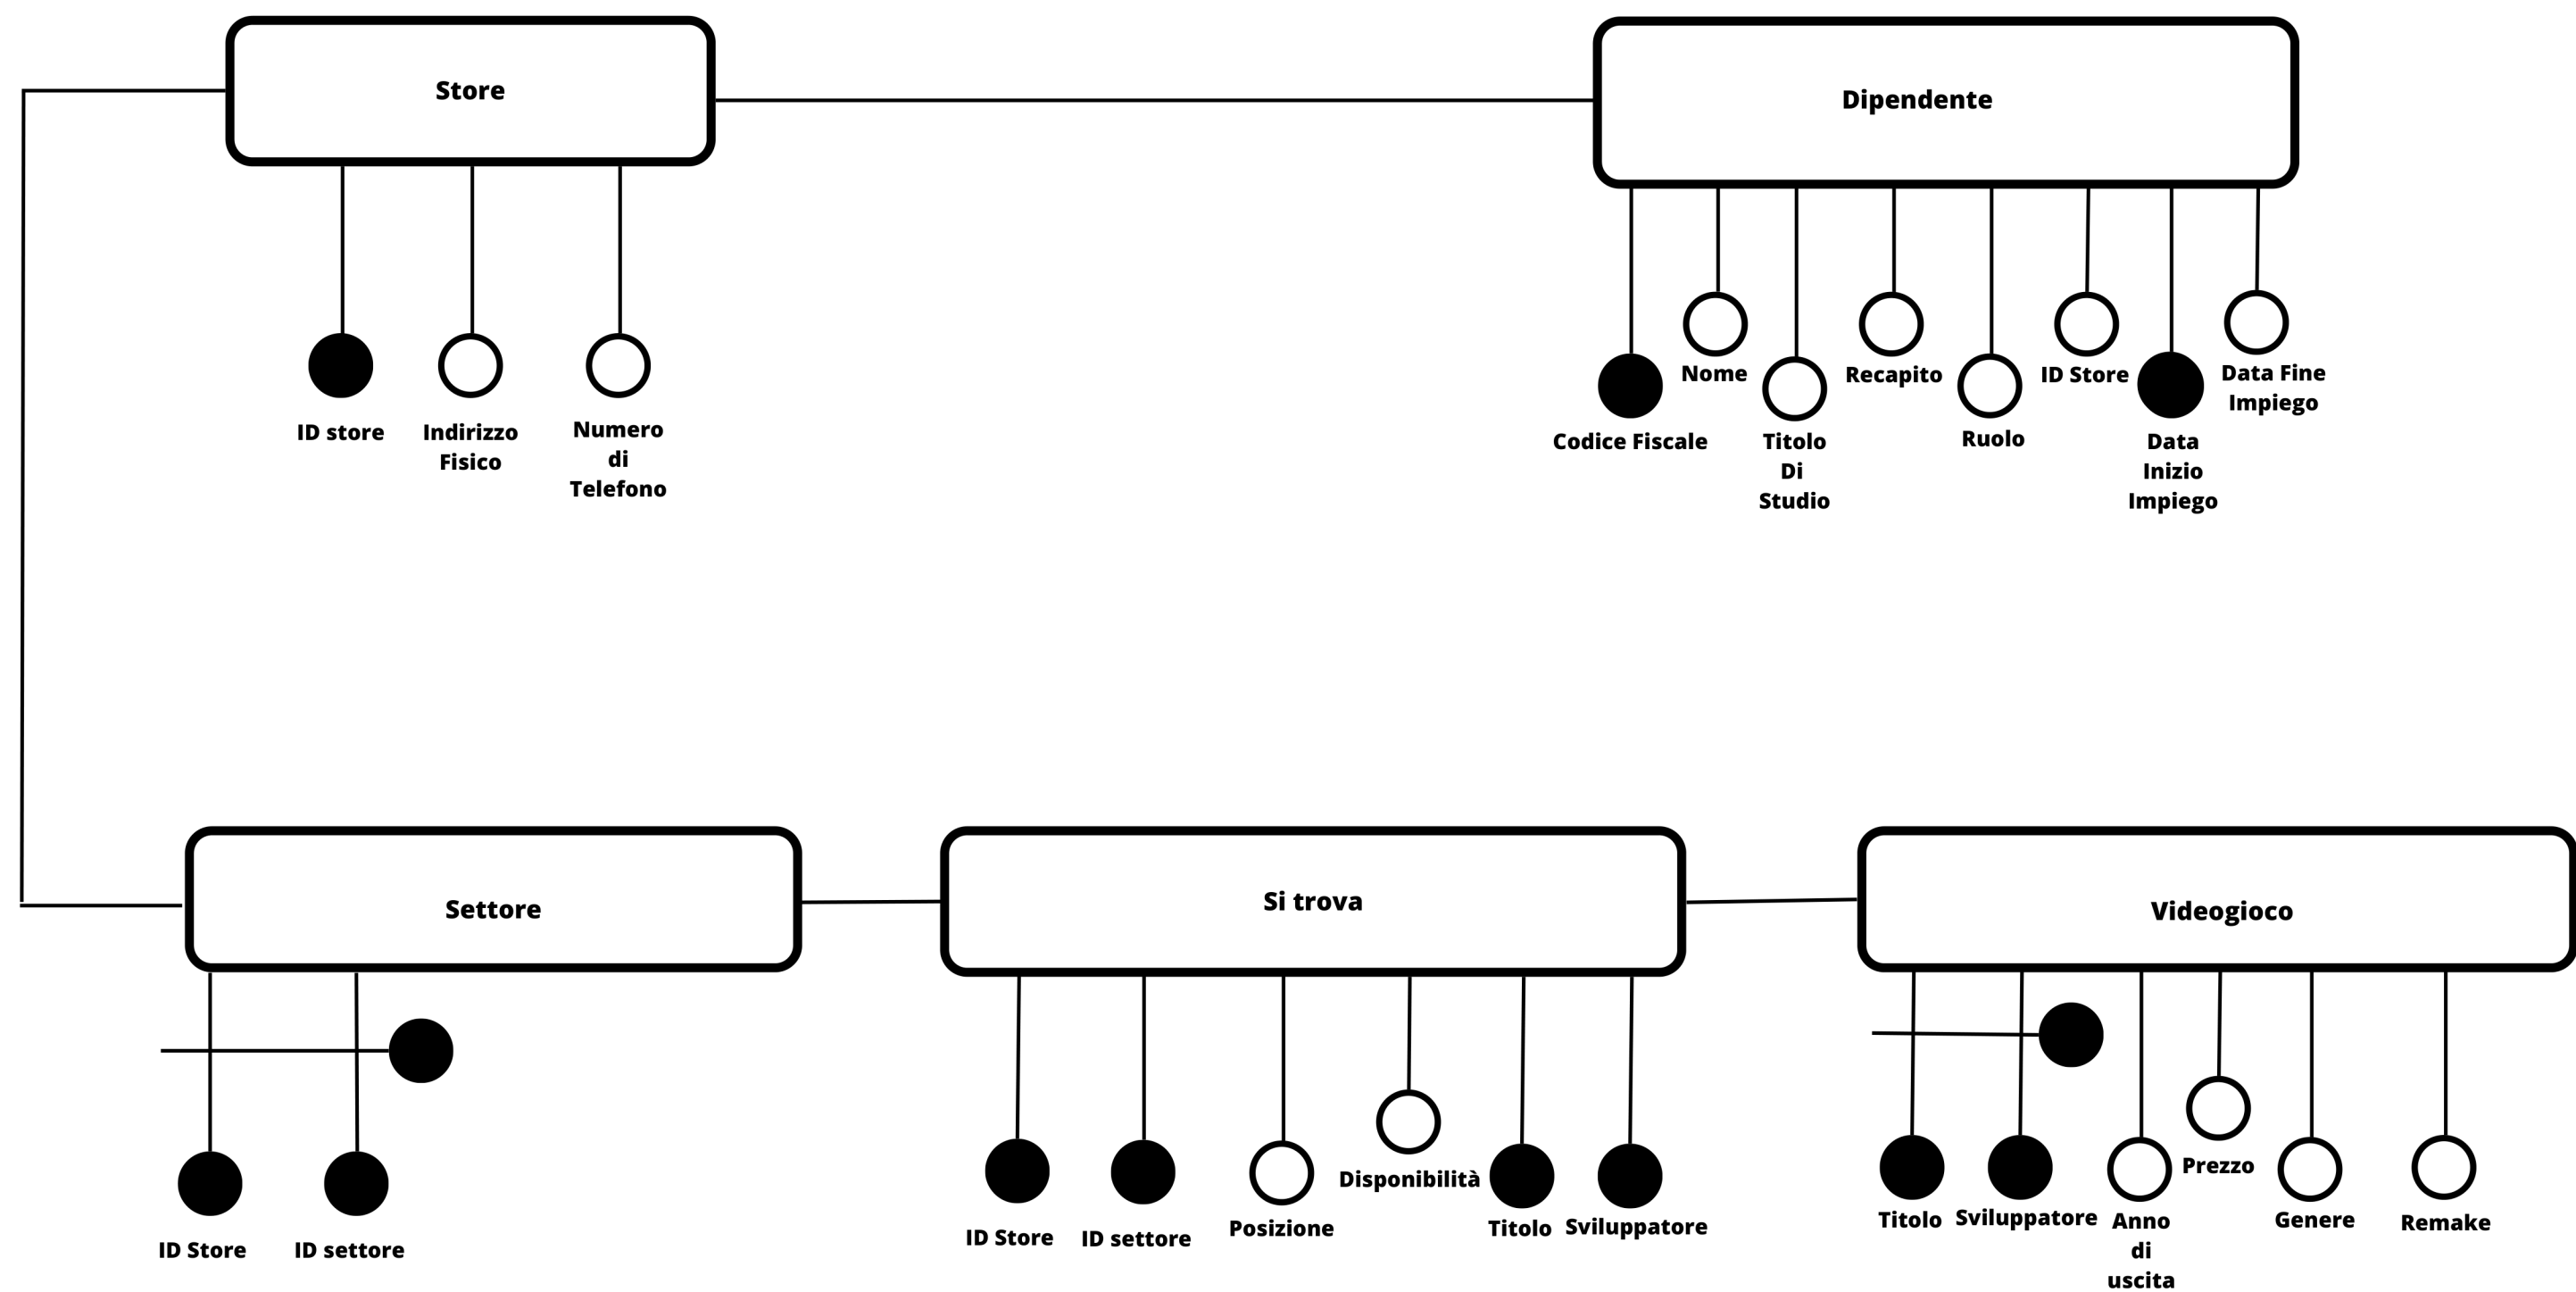 Store
Dipendente
ID store
Indirizzo
Fisico
Numero
di
Telefono
Codice Fiscale
Nome
Titolo
Di
Studio
Recapito
Ruolo
ID Store
Data
Inizio
Impiego
Data Fine
Impiego
Settore
Si trova
Videogioco
ID Store
ID settore
ID Store
ID settore
Posizione
Disponibilità
Titolo
Sviluppatore
Titolo
Sviluppatore
Anno
di
uscita
Prezzo
Genere
Remake